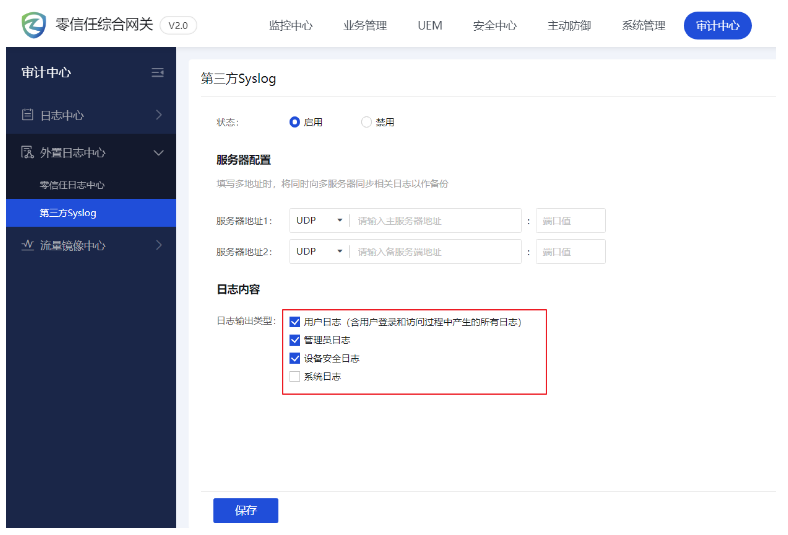 零信任综合网关 V2.0 监控中心 业务管理 UEM 安全中心 主动防御 系统管理 审计中心
审计中心
日志中心
外置日志中心
零信任日志中心
第三方Syslog
流量镜像中心
第三方Syslog
状态： 启用 禁用
服务器配置
填写多地址时，将同时向多服务器同步相关日志以作备份
服务器地址1： UDP 请输入主服务器地址 : 端口值
服务器地址2： UDP 请输入备服务端地址 : 端口值
日志内容
日志输出类型： 用户日志（含用户登录和访问过程中产生的所有日志）
管理员日志
设备安全日志
系统日志
保存